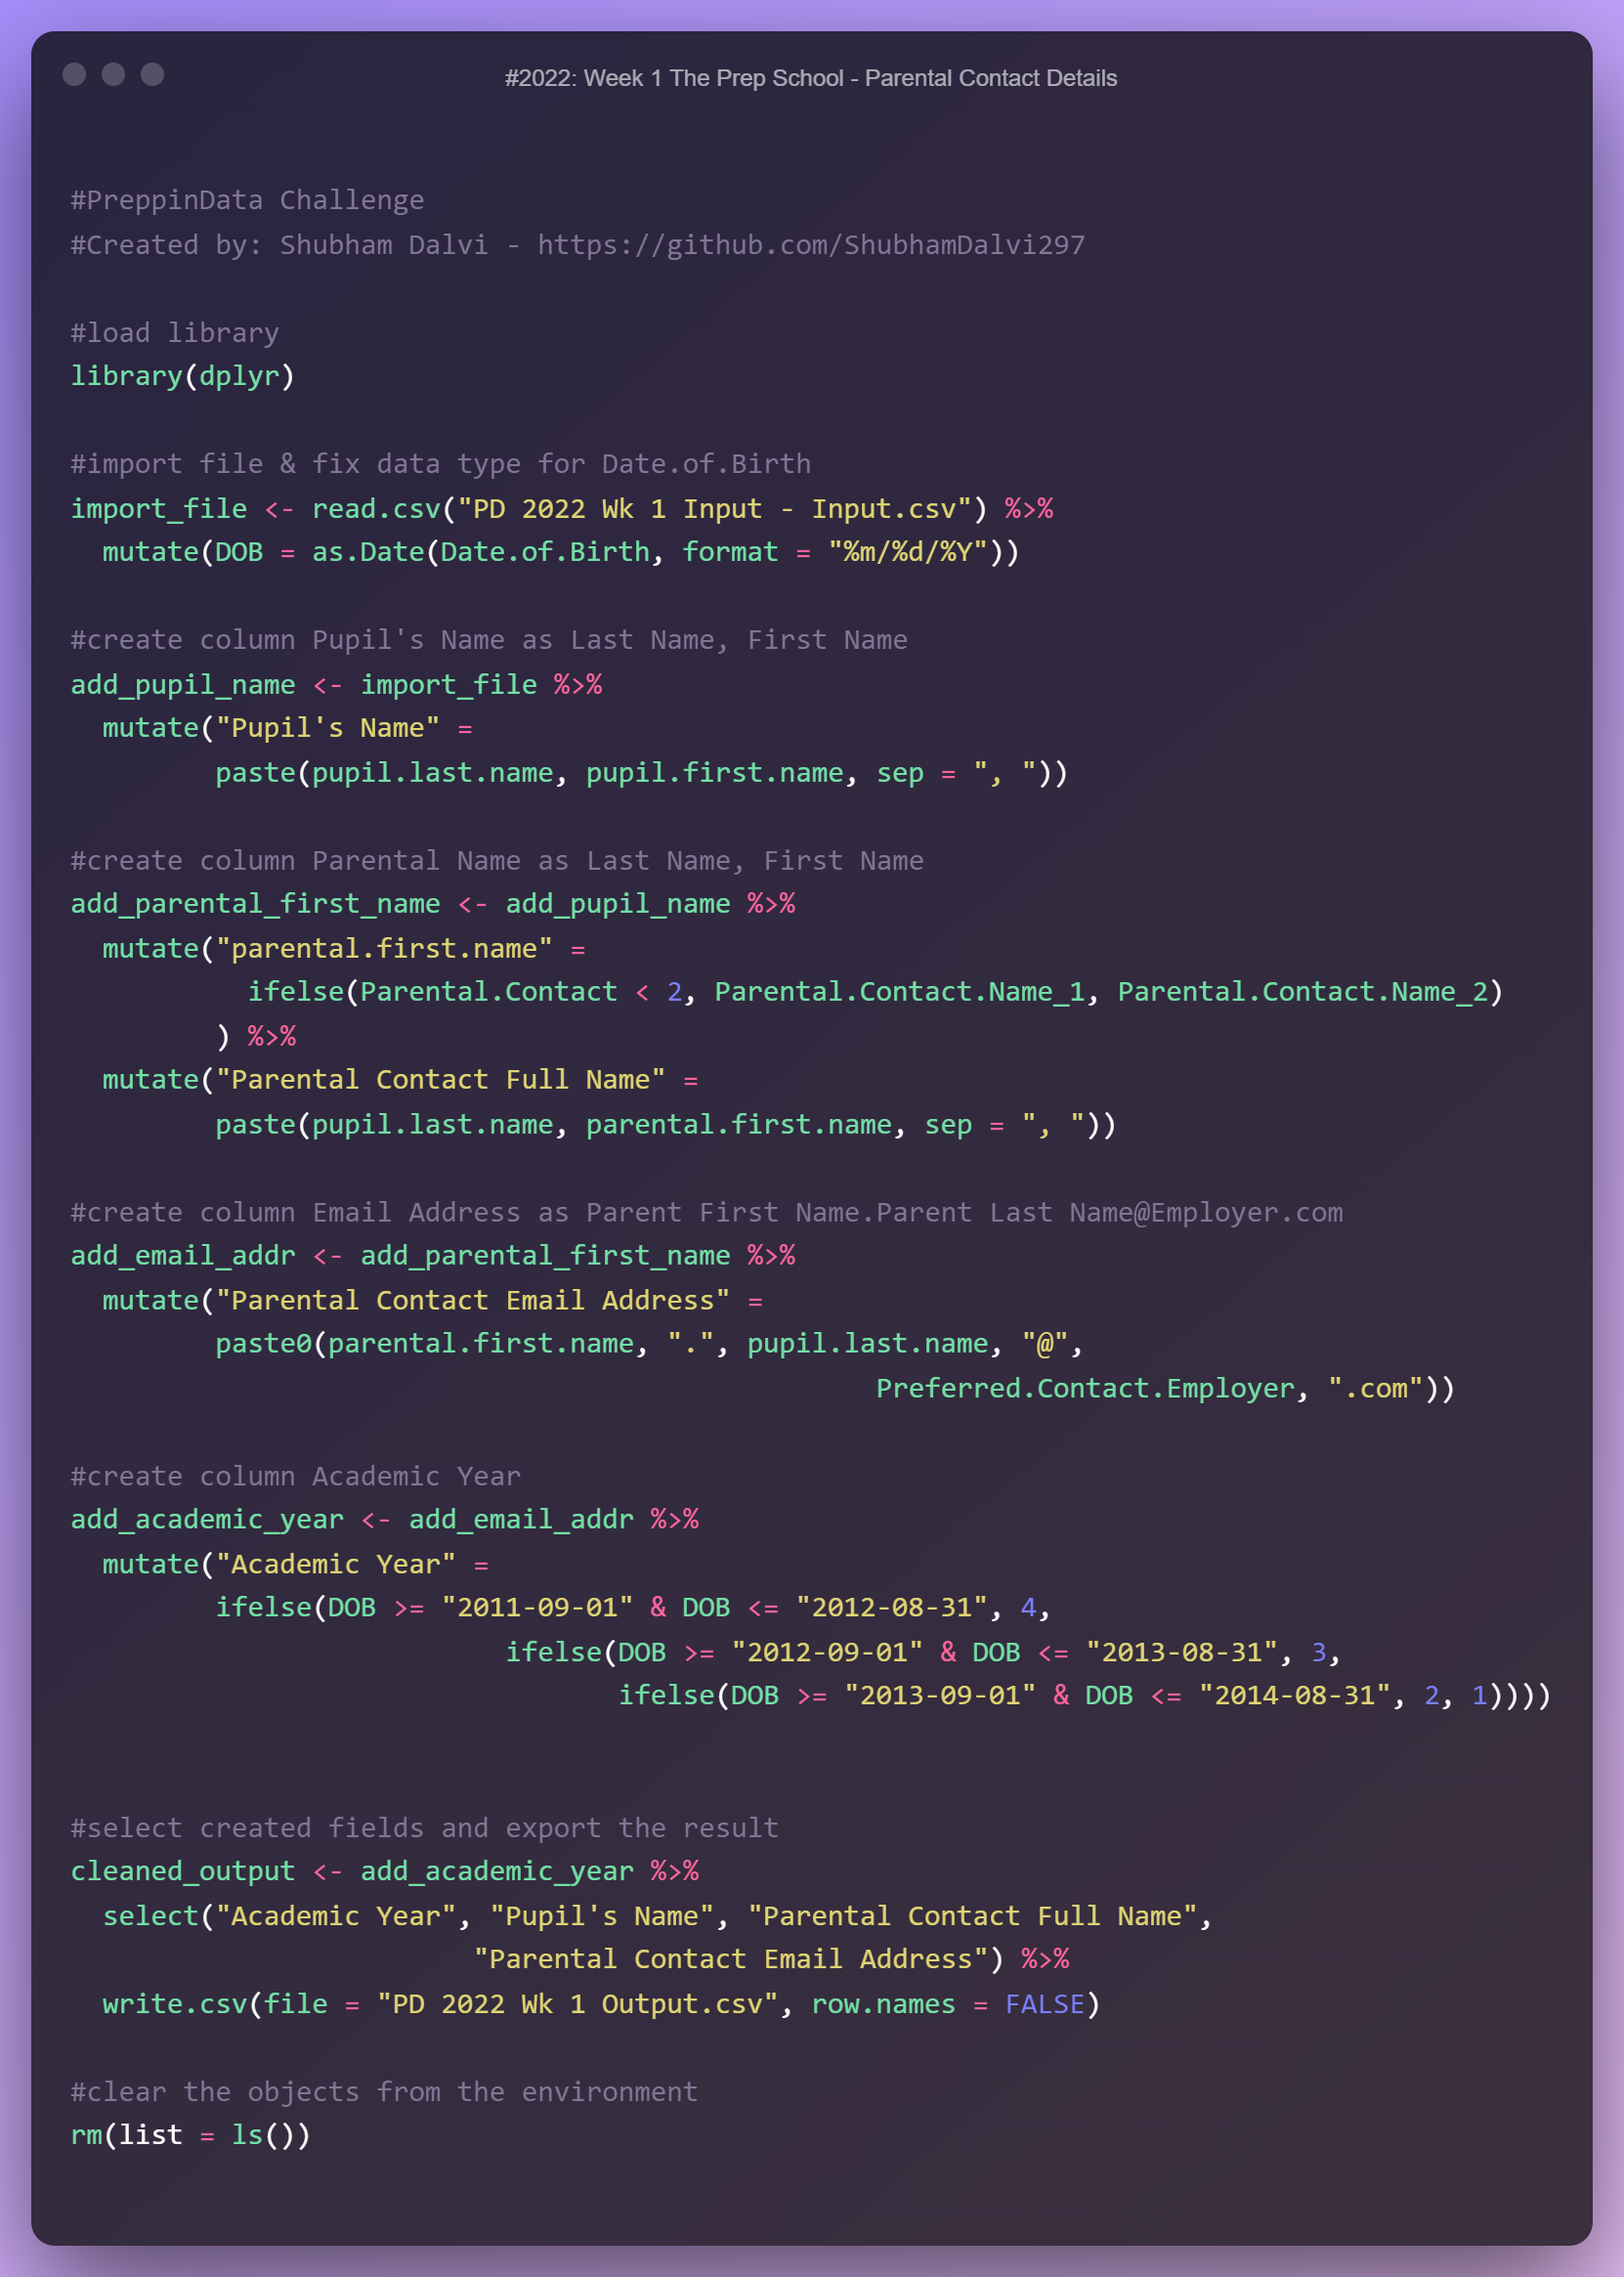 #2022: Week 1 The Prep School - Parental Contact Details
#PreppinData Challenge
#Created by: Shubham Dalvi - https://github.com/ShubhamDalvi297
#load library
library(dplyr)
#import file & fix data type for Date.of.Birth
import_file <- read.csv("PD 2022 Wk 1 Input - Input.csv") %>%
  mutate(DOB = as.Date(Date.of.Birth, format = "%m/%d/%Y"))
#create column Pupil's Name as Last Name, First Name
add_pupil_name <- import_file %>%
  mutate("Pupil's Name" =
         paste(pupil.last.name, pupil.first.name, sep = ", "))
#create column Parental Name as Last Name, First Name
add_parental_first_name <- add_pupil_name %>%
  mutate("parental.first.name" =
           ifelse(Parental.Contact < 2, Parental.Contact.Name_1, Parental.Contact.Name_2)
         ) %>%
  mutate("Parental Contact Full Name" =
         paste(pupil.last.name, parental.first.name, sep = ", "))
#create column Email Address as Parent First Name.Parent Last Name@Employer.com
add_email_addr <- add_parental_first_name %>%
  mutate("Parental Contact Email Address" =
         paste0(parental.first.name, ".", pupil.last.name, "@",
                                                  Preferred.Contact.Employer, ".com"))
#create column Academic Year
add_academic_year <- add_email_addr %>%
  mutate("Academic Year" =
         ifelse(DOB >= "2011-09-01" & DOB <= "2012-08-31", 4,
                           ifelse(DOB >= "2012-09-01" & DOB <= "2013-08-31", 3,
                                  ifelse(DOB >= "2013-09-01" & DOB <= "2014-08-31", 2, 1))))
#select created fields and export the result
cleaned_output <- add_academic_year %>%
  select("Academic Year", "Pupil's Name", "Parental Contact Full Name",
                         "Parental Contact Email Address") %>%
  write.csv(file = "PD 2022 Wk 1 Output.csv", row.names = FALSE)
#clear the objects from the environment
rm(list = ls())